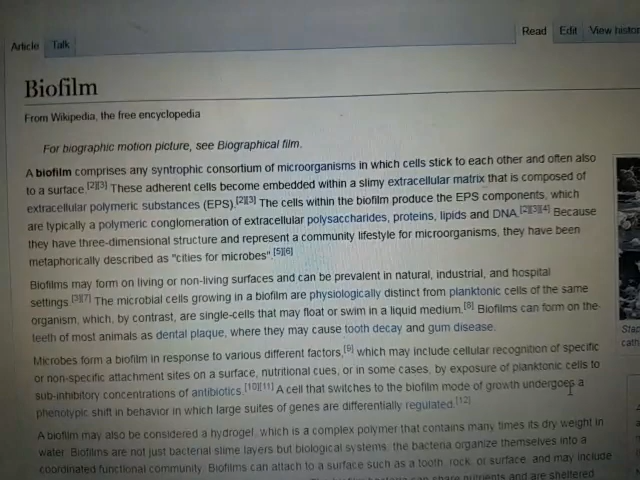 Read Edit View histor
Article Talk
Biofilm
From Wikipedia, the free encyclopedia
For biographic motion picture, see Biographical film.
A biofilm comprises any syntrophic consortium of microorganisms in which cells stick to each other and often also
to a surface.[2][3] These adherent cells become embedded within a slimy extracellular matrix that is composed of
extracellular polymeric substances (EPS).[2][3] The cells within the biofilm produce the EPS components, which
are typically a polymeric conglomeration of extracellular polysaccharides, proteins, lipids and DNA.[2][3][4] Because
they have three-dimensional structure and represent a community lifestyle for microorganisms, they have been
metaphorically described as "cities for microbes".[5][6]
Biofilms may form on living or non-living surfaces and can be prevalent in natural, industrial, and hospital
settings.[3][7] The microbial cells growing in a biofilm are physiologically distinct from planktonic cells of the same
organism, which, by contrast, are single-cells that may float or swim in a liquid medium.[8] Biofilms can form on the
teeth of most animals as dental plaque, where they may cause tooth decay and gum disease.
Microbes form a biofilm in response to various different factors,[9] which may include cellular recognition of specific
or non-specific attachment sites on a surface, nutritional cues, or in some cases, by exposure of planktonic cells to
sub-inhibitory concentrations of antibiotics.[10][11] A cell that switches to the biofilm mode of growth undergoes a
phenotypic shift in behavior in which large suites of genes are differentially regulated.[12]
A biofilm may also be considered a hydrogel, which is a complex polymer that contains many times its dry weight in
water. Biofilms are not just bacterial slime layers but biological systems; the bacteria organize themselves into a
coordinated functional community. Biofilms can attach to a surface such as a tooth, rock, or surface, and may include
share nutrients and are sheltered
Stap
cath